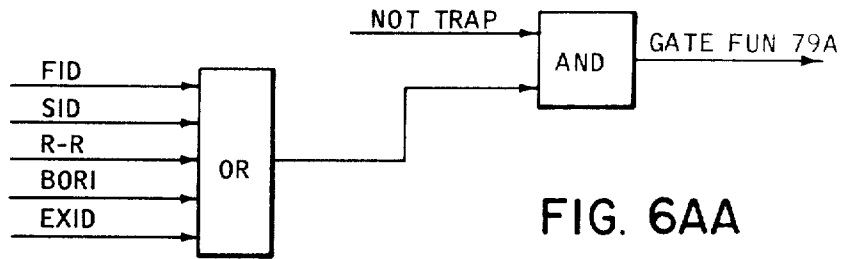 NOT TRAP
AND
GATE FUN 79A
FID
SID
R-R
BORI
EXID
OR
FIG. 6AA